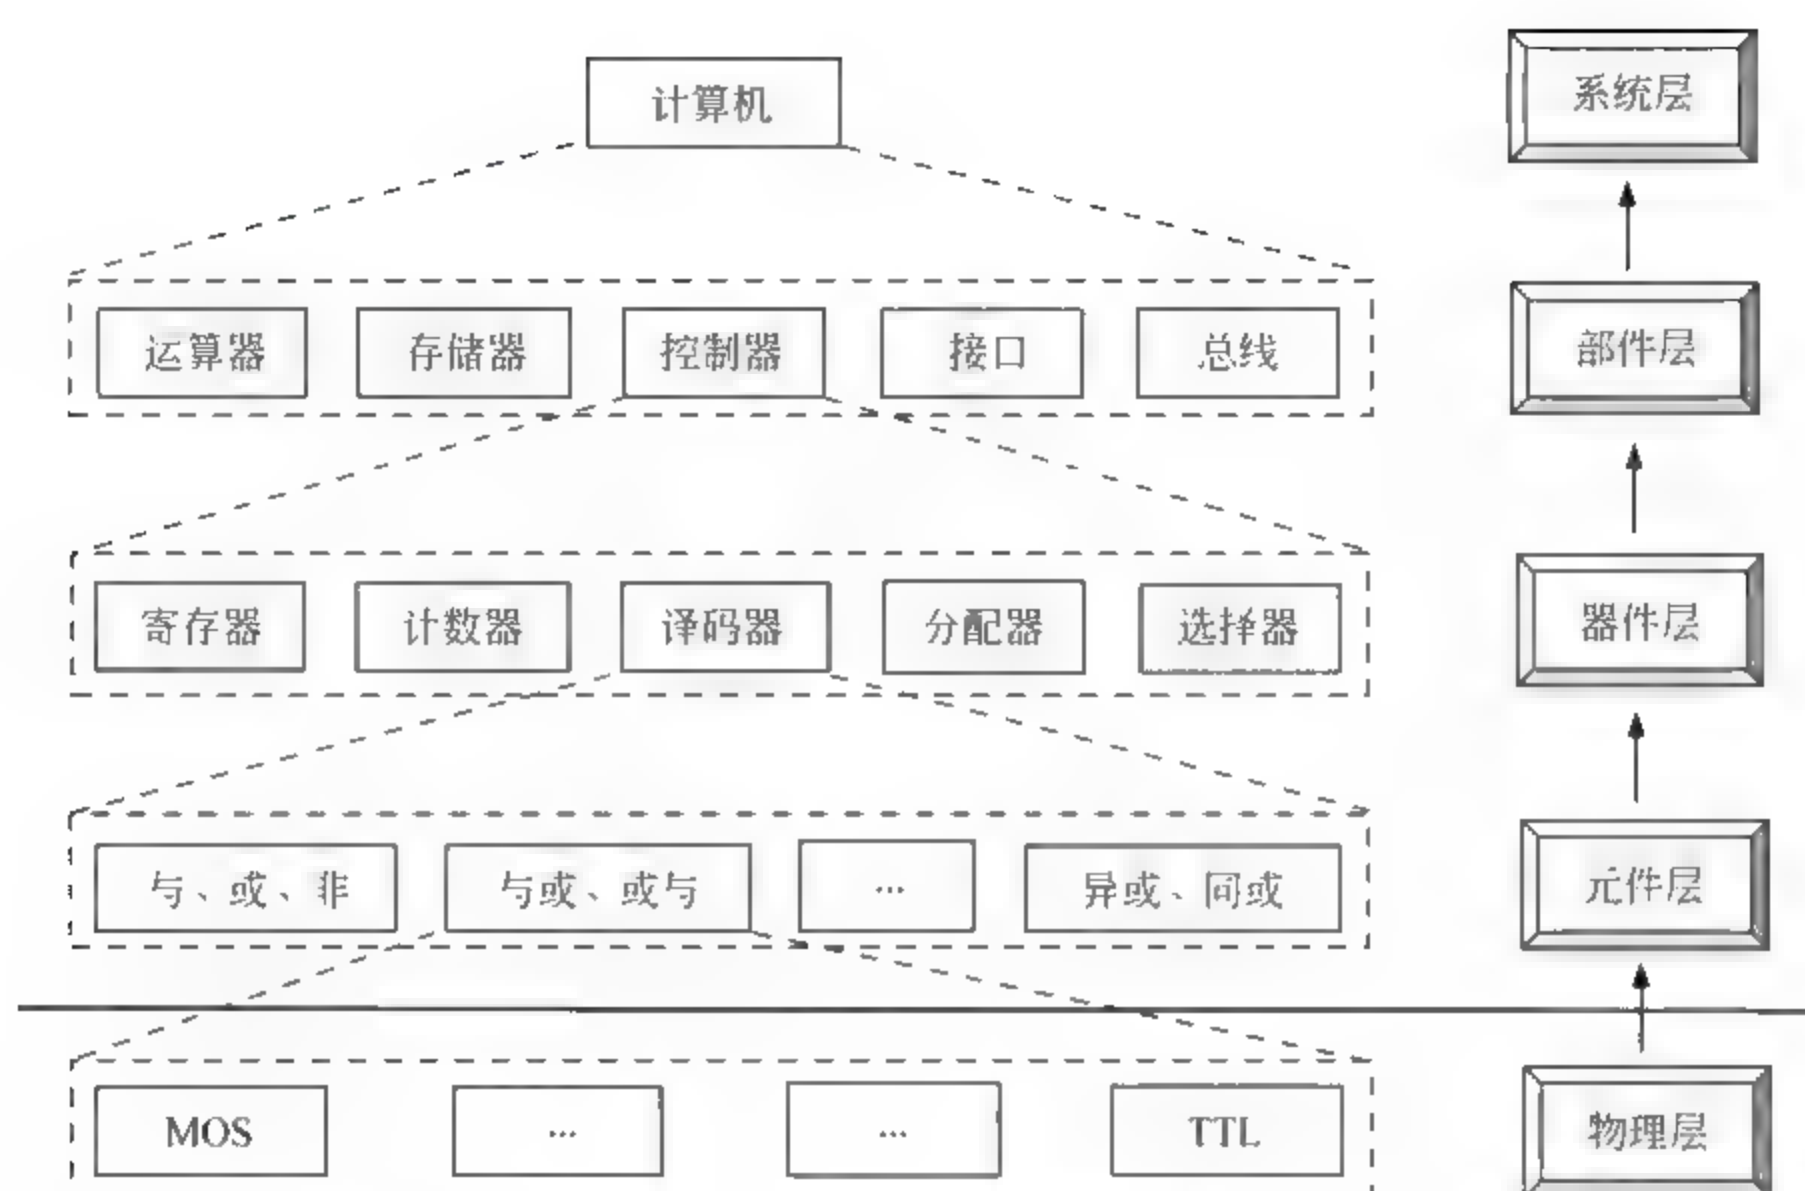 计算机
系统层
运算器 存储器 控制器 接口 总线
部件层
寄存器 计数器 译码器 分配器 选择器
器件层
与、或、非 与或、或与 … 异或、同或
元件层
MOS … … TTL
物理层